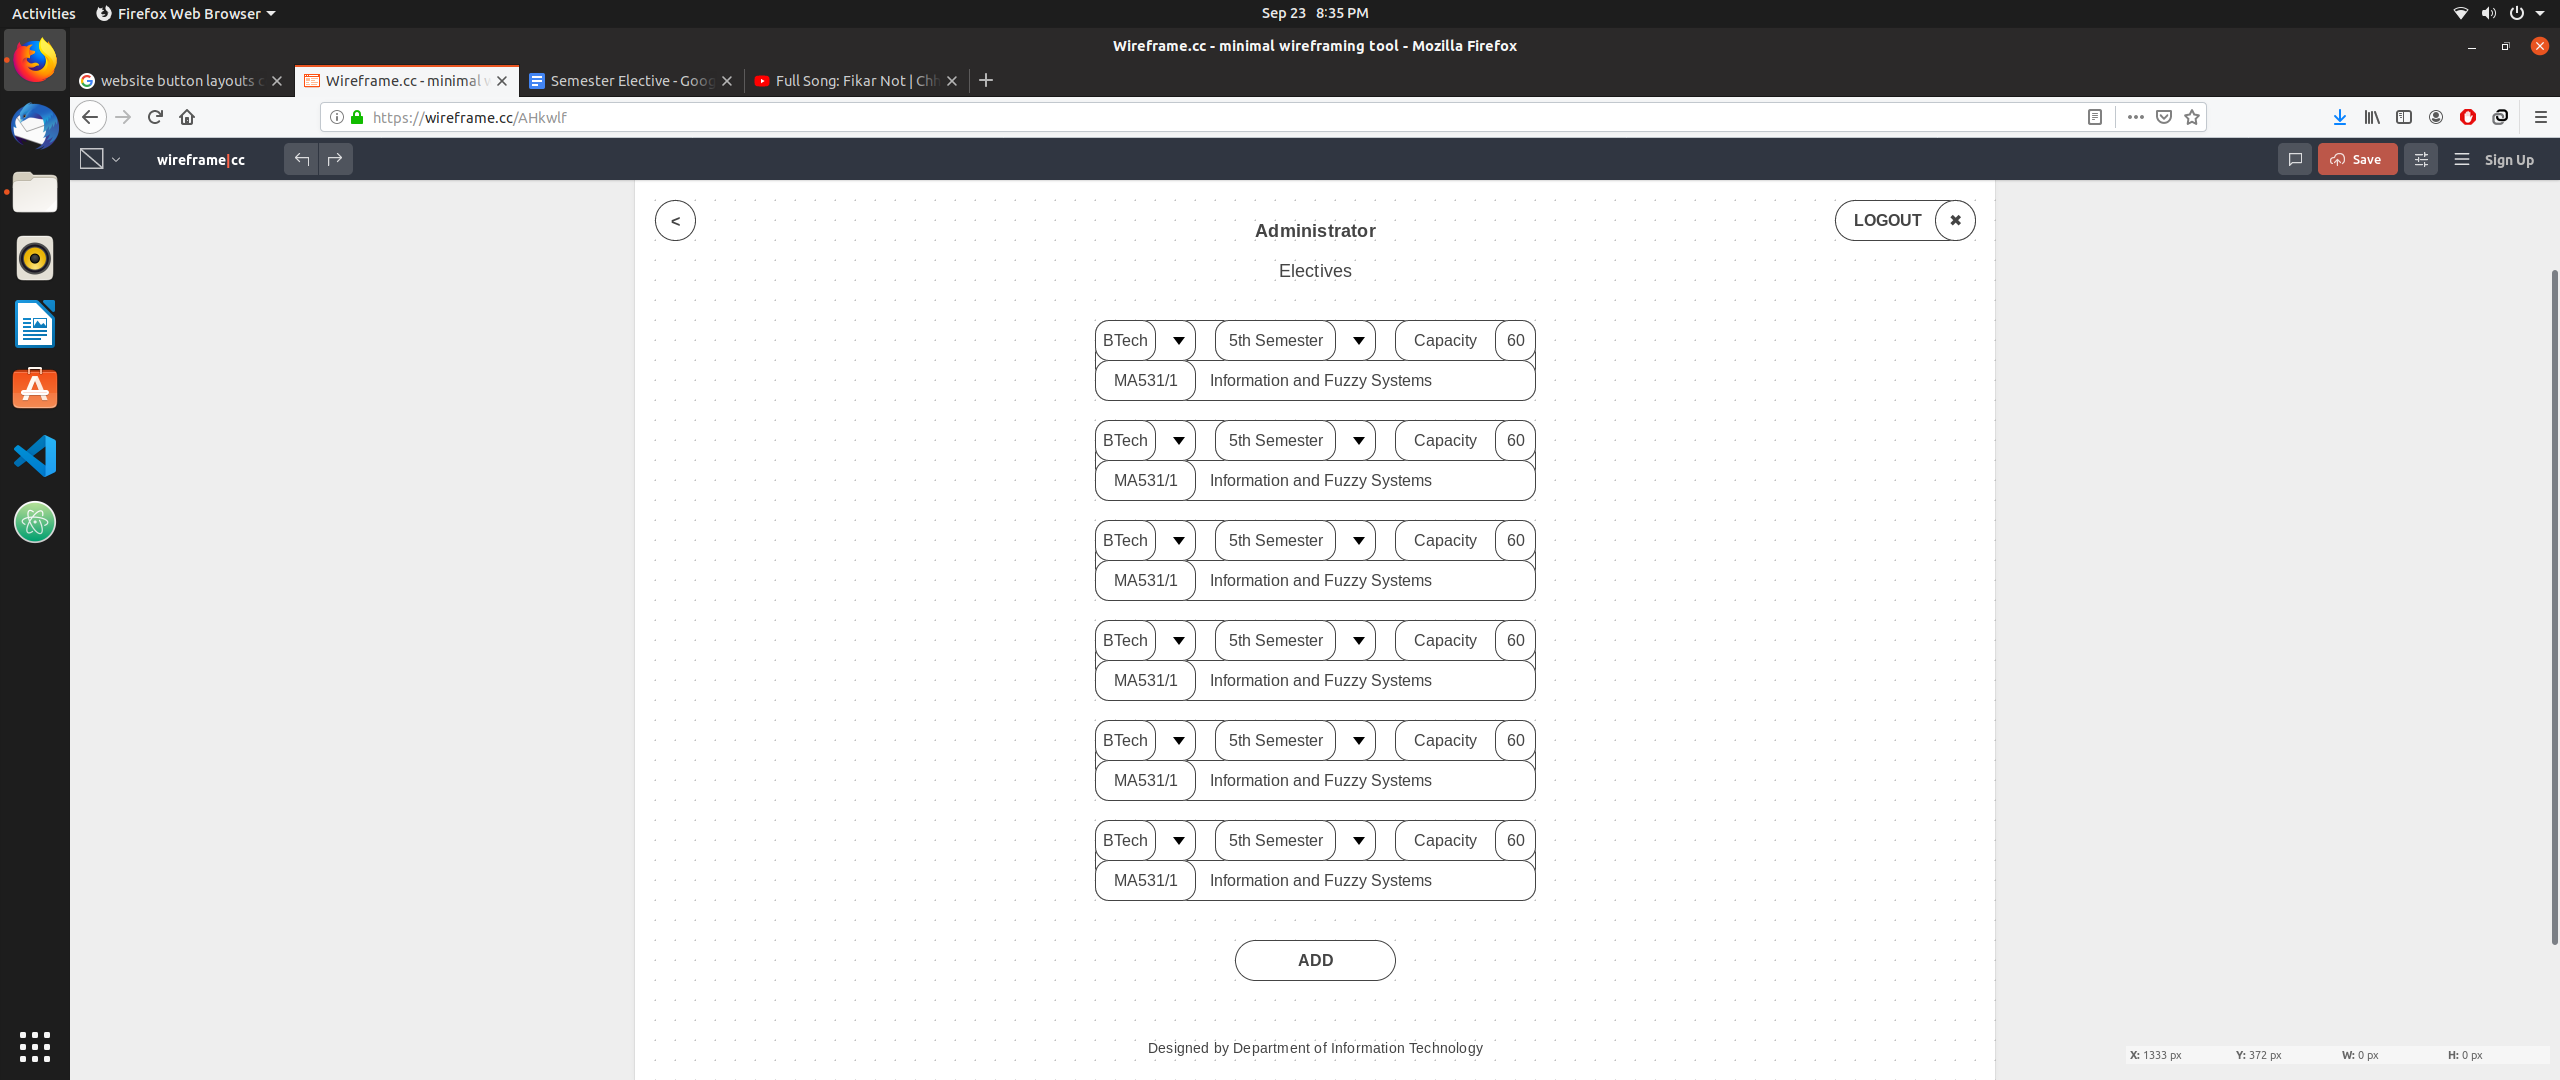 Activities Firefox Web Browser Sep 23 8:35 PM
Wireframe.cc - minimal wireframing tool - Mozilla Firefox
website button layouts Wireframe.cc - minimal w Semester Elective - Goog Full Song: Fikar Not | Chh
https://wireframe.cc/AHkwlf
wireframe|cc Save Sign Up
< Administrator LOGOUT ✖
Electives
BTech 5th Semester Capacity 60
MA531/1 Information and Fuzzy Systems
BTech 5th Semester Capacity 60
MA531/1 Information and Fuzzy Systems
BTech 5th Semester Capacity 60
MA531/1 Information and Fuzzy Systems
BTech 5th Semester Capacity 60
MA531/1 Information and Fuzzy Systems
BTech 5th Semester Capacity 60
MA531/1 Information and Fuzzy Systems
BTech 5th Semester Capacity 60
MA531/1 Information and Fuzzy Systems
ADD
Designed by Department of Information Technology
X: 1333 px Y: 372 px W: 0 px H: 0 px